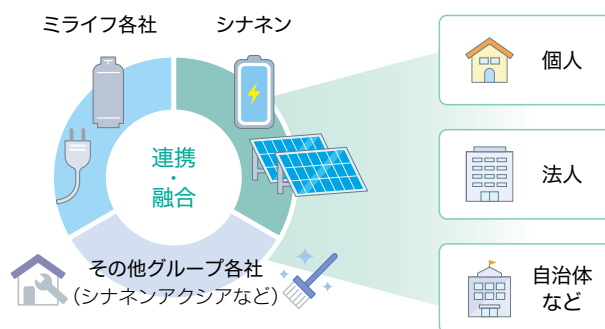 ミライフ各社
シナネン
連携
・
融合
その他グループ各社
（シナネンアクシアなど）
個人
法人
自治体
など